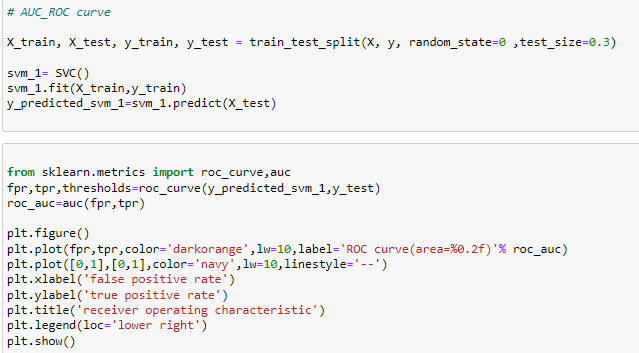 # AUC_ROC curve
X_train, X_test, y_train, y_test = train_test_split(X, y, random_state=0 ,test_size=0.3)
svm_1= SVC()
svm_1.fit(X_train,y_train)
y_predicted_svm_1=svm_1.predict(X_test)
from sklearn.metrics import roc_curve,auc
fpr,tpr,thresholds=roc_curve(y_predicted_svm_1,y_test)
roc_auc=auc(fpr,tpr)
plt.figure()
plt.plot(fpr,tpr,color='darkorange',lw=10,label='ROC curve(area=%0.2f)'% roc_auc)
plt.plot([0,1],[0,1],color='navy',lw=10,linestyle='--')
plt.xlabel('false positive rate')
plt.ylabel('true positive rate')
plt.title('receiver operating characteristic')
plt.legend(loc='lower right')
plt.show()